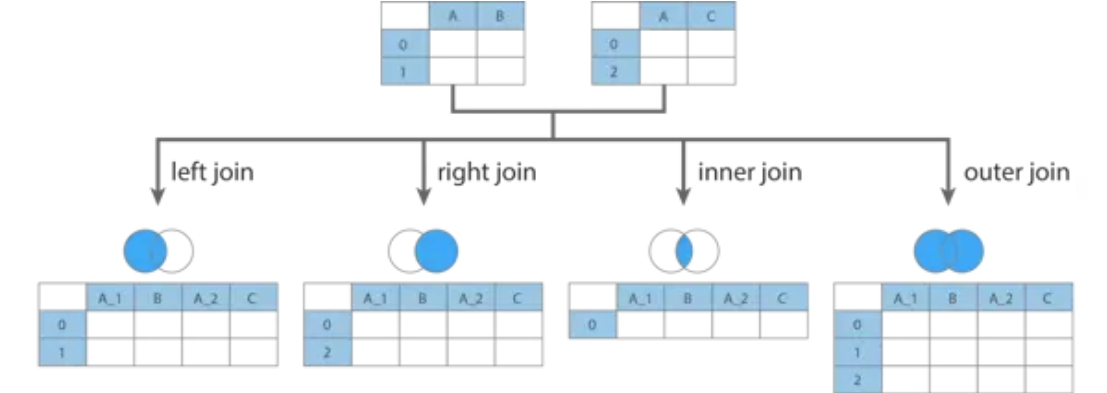 A B
0
1
A C
0
2
left join
right join
inner join
outer join
A_1 B A_2 C
0
1
A_1 B A_2 C
0
2
A_1 B A_2 C
0
A_1 B A_2 C
0
1
2